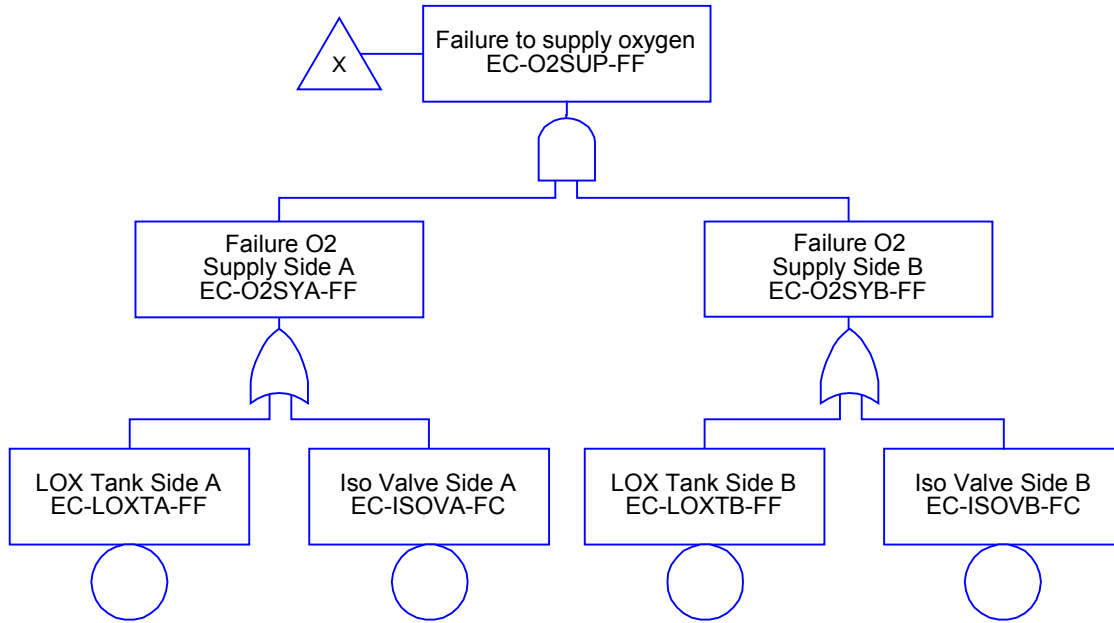 X
Failure to supply oxygen
EC-O2SUP-FF
Failure O2
Supply Side A
EC-O2SYA-FF
Failure O2
Supply Side B
EC-O2SYB-FF
LOX Tank Side A
EC-LOXTA-FF
Iso Valve Side A
EC-ISOVA-FC
LOX Tank Side B
EC-LOXTB-FF
Iso Valve Side B
EC-ISOVB-FC